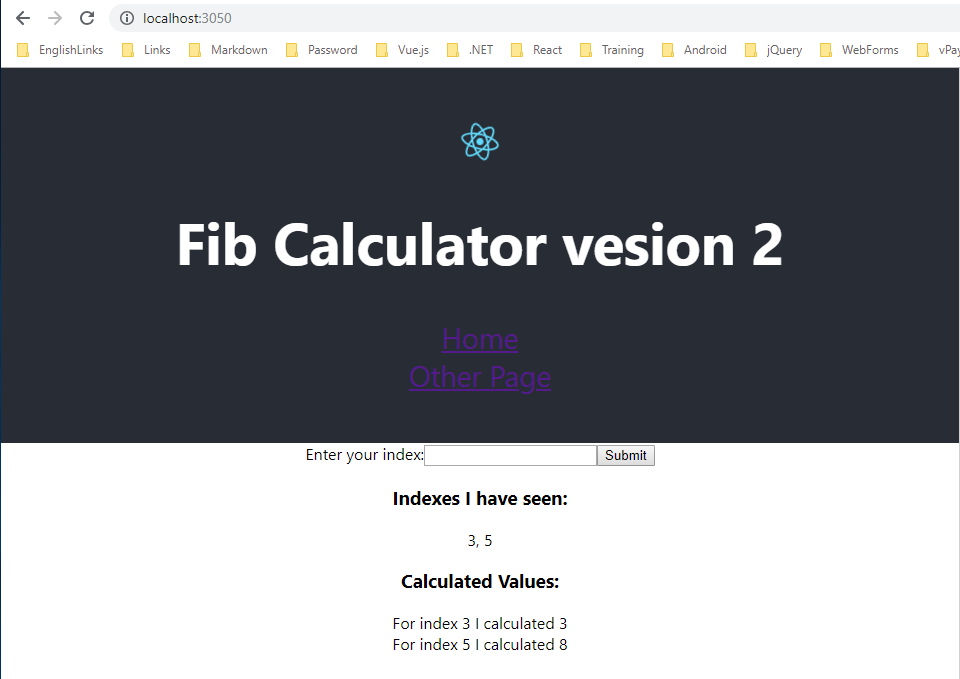 localhost:3050
EnglishLinks Links Markdown Password Vue.js .NET React Training Android jQuery WebForms vPay
Fib Calculator vesion 2
Home
Other Page
Enter your index: Submit
Indexes I have seen:
3, 5
Calculated Values:
For index 3 I calculated 3
For index 5 I calculated 8